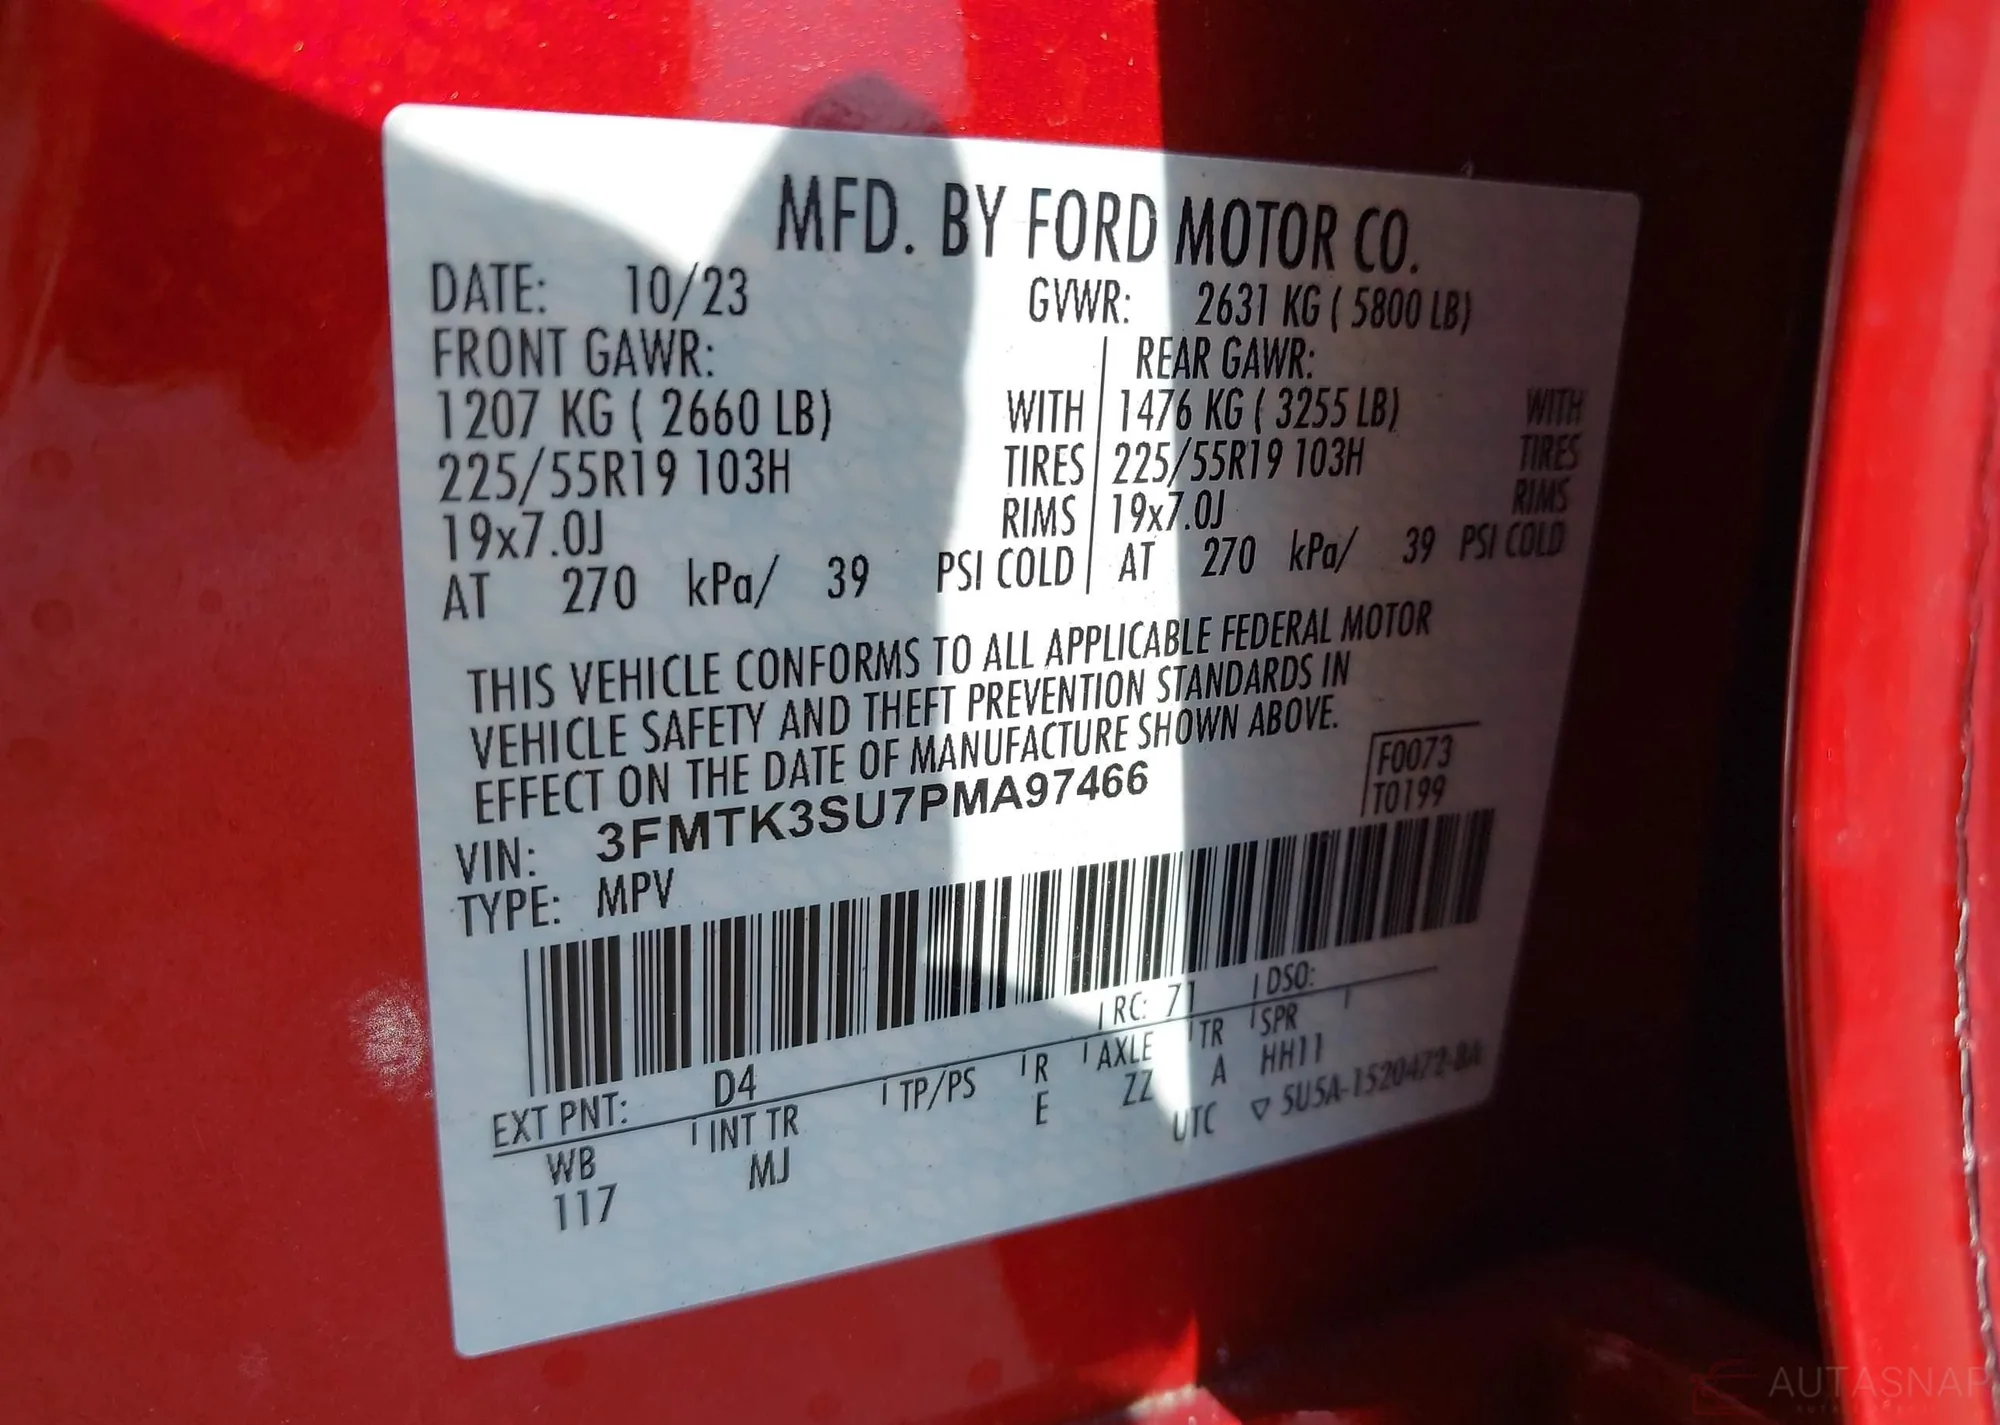 MFD. BY FORD MOTOR CO.
DATE: 10/23 GVWR: 2631 KG ( 5800 LB)
FRONT GAWR: REAR GAWR:
1207 KG ( 2660 LB) WITH 1476 KG ( 3255 LB) WITH
225/55R19 103H TIRES 225/55R19 103H TIRES
19x7.0J RIMS 19x7.0J RIMS
AT 270 kPa/ 39 PSI COLD AT 270 kPa/ 39 PSI COLD
THIS VEHICLE CONFORMS TO ALL APPLICABLE FEDERAL MOTOR
VEHICLE SAFETY AND THEFT PREVENTION STANDARDS IN
EFFECT ON THE DATE OF MANUFACTURE SHOWN ABOVE.
F0073
T0199
VIN: 3FMTK3SU7PMA97466
TYPE: MPV
EXT PNT: D4 RC: 71 DSO:
WB INT TR TP/PS R AXLE TR SPR
117 MJ E ZZ A HH11
UTC ▽ 5U5A-1520472-BA
AUTASNAP